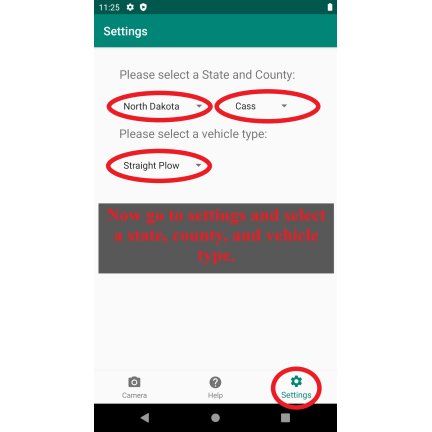 11:25
Settings
Please select a State and County:
North Dakota Cass
Please select a vehicle type:
Straight Plow
Now go to settings and select
a state, county, and vehicle
type.
Camera Help Settings